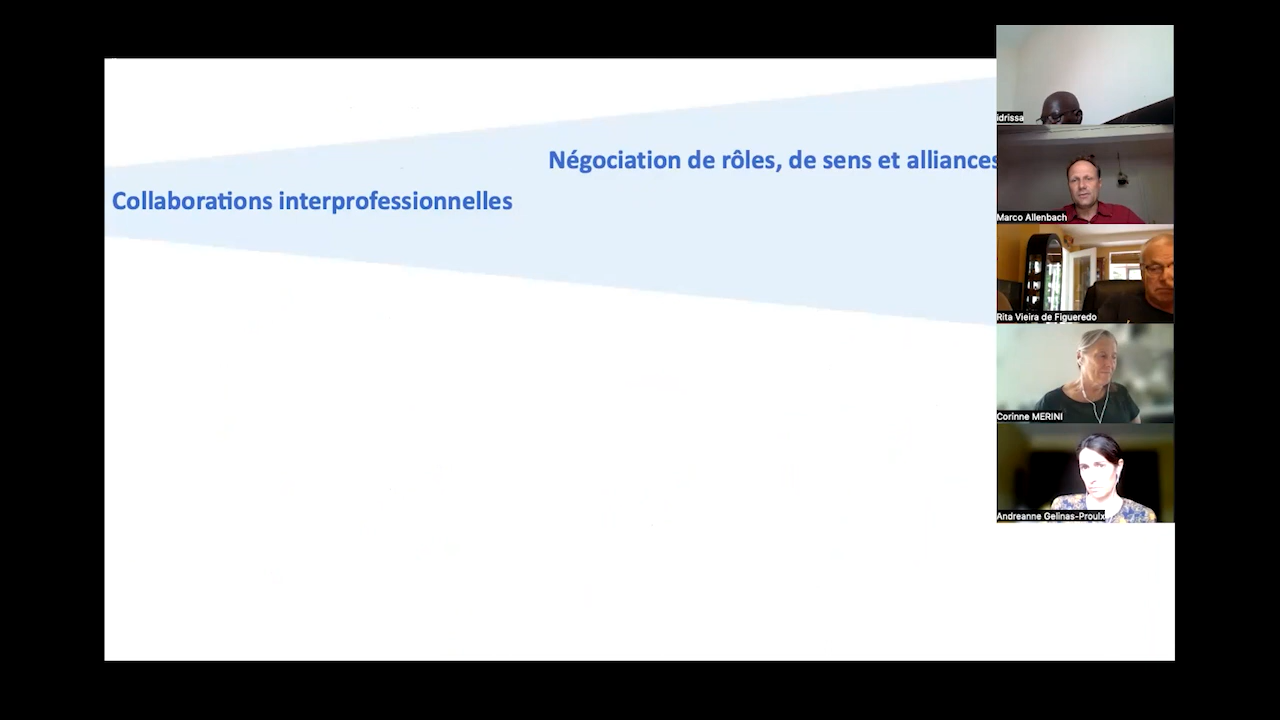 Négociation de rôles, de sens et alliances
Collaborations interprofessionnelles
idrissa
Marco Allenbach
Rita Vieira de Figueredo
Corinne MERINI
Andreanne Gelinas-Proulx